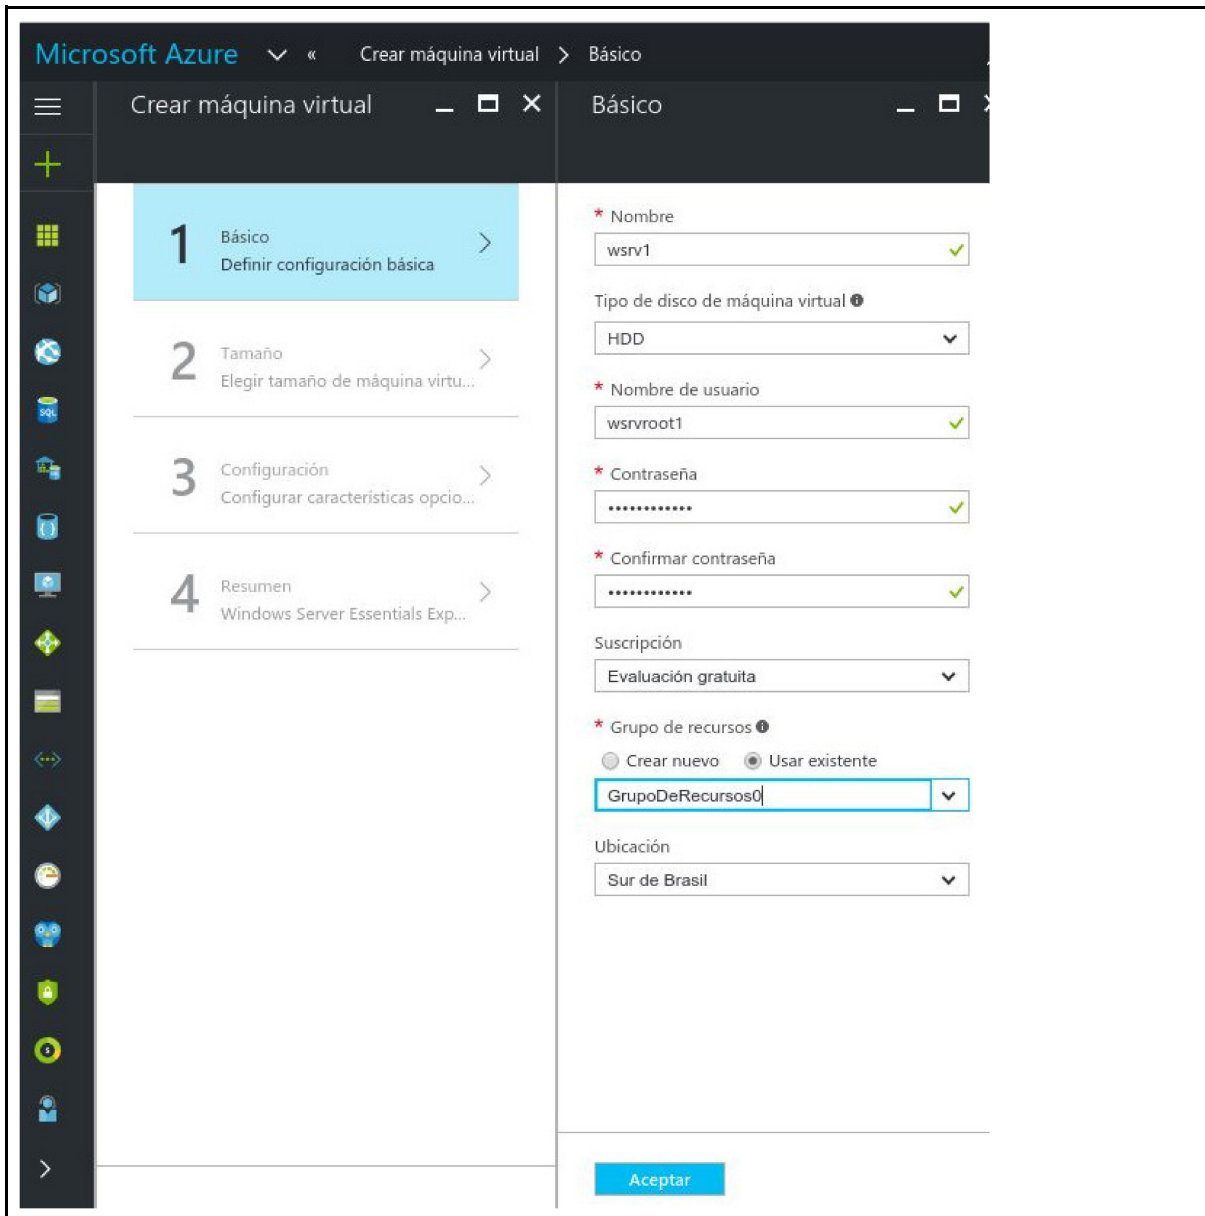 Microsoft Azure « Crear máquina virtual > Básico
Crear máquina virtual
1
Básico
Definir configuración básica
2
Tamaño
Elegir tamaño de máquina virtu...
3
Configuración
Configurar características opcio...
4
Resumen
Windows Server Essentials Exp...
SQL
Básico
* Nombre
wsrv1
Tipo de disco de máquina virtual
HDD
* Nombre de usuario
wsrvroot1
* Contraseña
••••••••••••
* Confirmar contraseña
••••••••••••
Suscripción
Evaluación gratuita
* Grupo de recursos
Crear nuevo Usar existente
GrupoDeRecursos0
Ubicación
Sur de Brasil
Aceptar